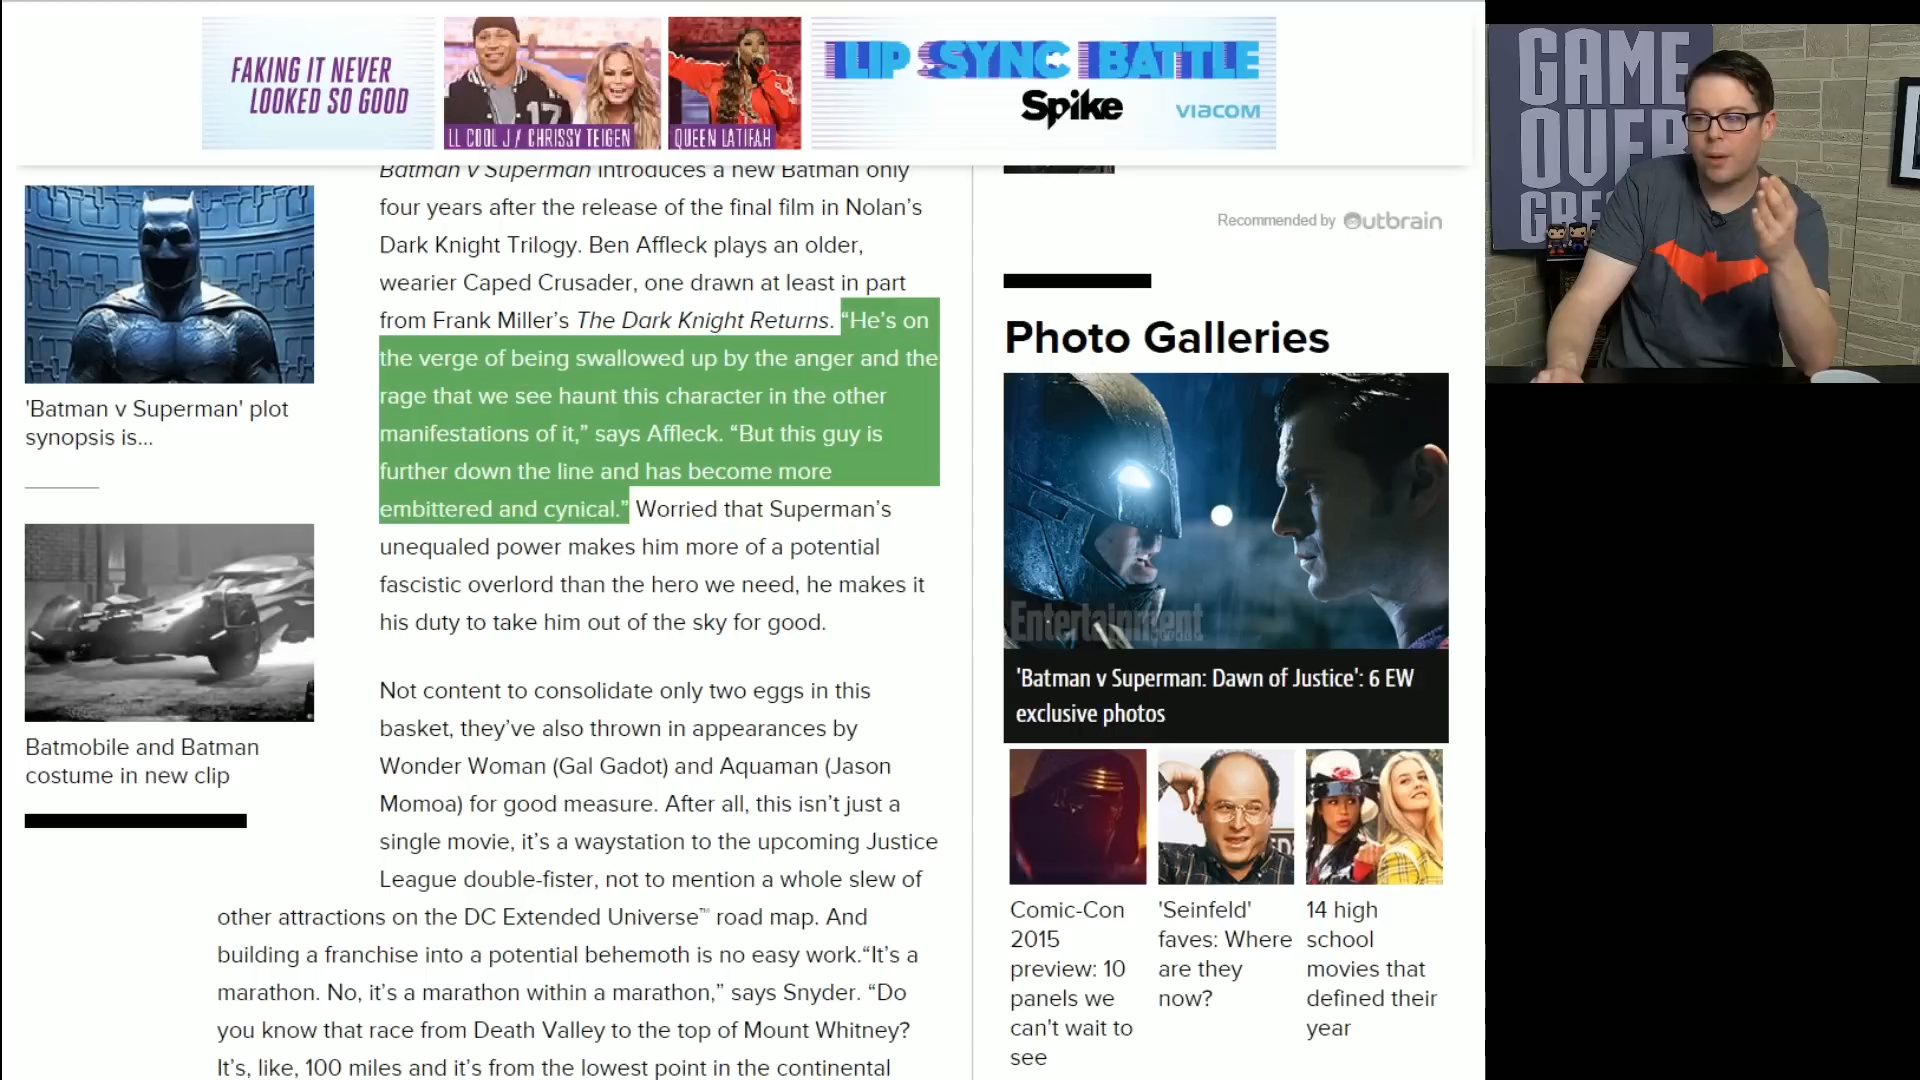 FAKING IT NEVER
LOOKED SO GOOD
LL COOL J / CHRISSY TEIGEN
QUEEN LATIFAH
LIP SYNC BATTLE
Spike
VIACOM
GAME
OVER
GRE
'Batman v Superman' plot
synopsis is...
Batmobile and Batman
costume in new clip
Batman v Superman introduces a new Batman only
four years after the release of the final film in Nolan’s
Dark Knight Trilogy. Ben Affleck plays an older,
wearier Caped Crusader, one drawn at least in part
from Frank Miller’s The Dark Knight Returns. “He’s on
the verge of being swallowed up by the anger and the
rage that we see haunt this character in the other
manifestations of it,” says Affleck. “But this guy is
further down the line and has become more
embittered and cynical.” Worried that Superman’s
unequaled power makes him more of a potential
fascistic overlord than the hero we need, he makes it
his duty to take him out of the sky for good.
Not content to consolidate only two eggs in this
basket, they’ve also thrown in appearances by
Wonder Woman (Gal Gadot) and Aquaman (Jason
Momoa) for good measure. After all, this isn’t just a
single movie, it’s a waystation to the upcoming Justice
League double-fister, not to mention a whole slew of
other attractions on the DC Extended Universe™ road map. And
building a franchise into a potential behemoth is no easy work.“It’s a
marathon. No, it’s a marathon within a marathon,” says Snyder. “Do
you know that race from Death Valley to the top of Mount Whitney?
It’s, like, 100 miles and it’s from the lowest point in the continental
Recommended by Outbrain
Photo Galleries
Entertainment
'Batman v Superman: Dawn of Justice': 6 EW
exclusive photos
Comic-Con
2015
preview: 10
panels we
can't wait to
see
'Seinfeld'
faves: Where
are they
now?
14 high
school
movies that
defined their
year